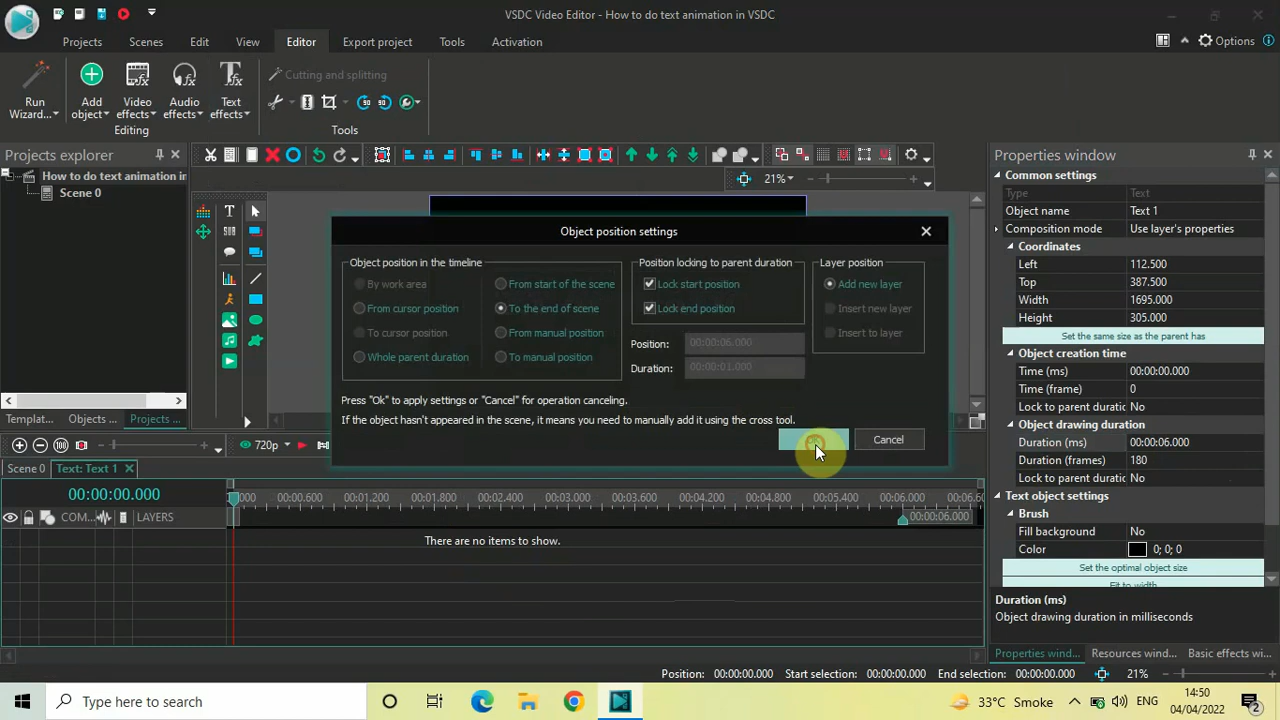 VSDC Video Editor - How to do text animation in VSDC
Projects
Scenes
Edit
View
Editor
Export project
Tools
Activation
Options
Run
Wizard...
Add
object
Video
effects
Audio
effects
Text
effects
Cutting and splitting
Editing
Tools
Projects explorer
How to do text animation in
Scene 0
Templat...
Objects ...
Projects ...
21%
Object position settings
Object position in the timeline
By work area
From cursor position
To cursor position
Whole parent duration
From start of the scene
To the end of scene
From manual position
To manual position
Position locking to parent duration
Lock start position
Lock end position
Position:
00:00:06.000
Duration:
00:00:01.000
Layer position
Add new layer
Insert new layer
Insert to layer
Press "Ok" to apply settings or "Cancel" for operation canceling.
If the object hasn't appeared in the scene, it means you need to manually add it using the cross tool.
Cancel
Properties window
Common settings
Type Text
Object name Text 1
Composition mode Use layer's properties
Coordinates
Left 112.500
Top 387.500
Width 1695.000
Height 305.000
Set the same size as the parent has
Object creation time
Time (ms) 00:00:00.000
Time (frame) 0
Lock to parent duratic No
Object drawing duration
Duration (ms) 00:00:06.000
Duration (frames) 180
Lock to parent duratic No
Text object settings
Brush
Fill background No
Color 0; 0; 0
Set the optimal object size
Fit to width
Duration (ms)
Object drawing duration in milliseconds
Properties wind...
Resources wind...
Basic effects wi...
720p
Scene 0
Text: Text 1
00:00:00.000
000 00:00.600 00:01.200 00:01.800 00:02.400 00:03.000 00:03.600 00:04.200 00:04.800 00:05.400 00:06.000 00:06.60
00:00:06.000
COM...
LAYERS
There are no items to show.
Position: 00:00:00.000 Start selection: 00:00:00.000 End selection: 00:00:00.000 21%
Type here to search
33°C Smoke
ENG
14:50
04/04/2022
2